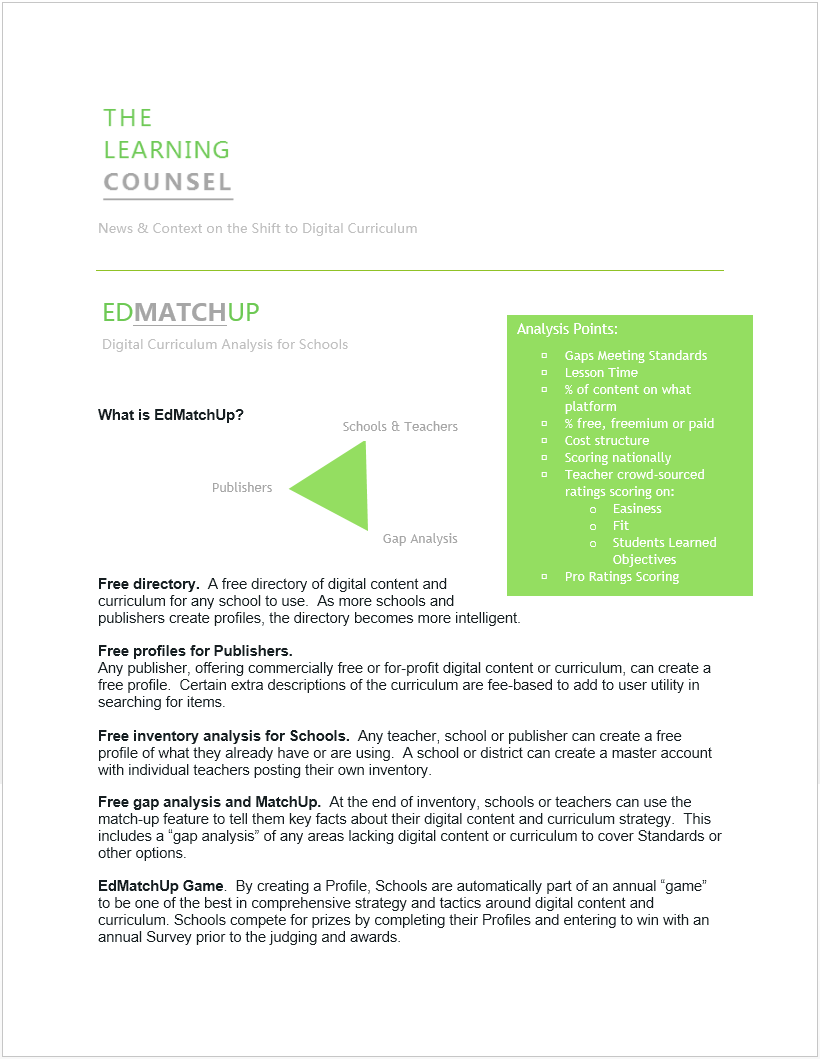 THE
LEARNING
COUNSEL
News & Context on the Shift to Digital Curriculum
EDMATCHUP
Digital Curriculum Analysis for Schools
Analysis Points:
Gaps Meeting Standards
Lesson Time
% of content on what
platform
% free, freemium or paid
Cost structure
Scoring nationally
Teacher crowd-sourced
ratings scoring on:
Easiness
Fit
Students Learned
Objectives
Pro Ratings Scoring
What is EdMatchUp?
Schools & Teachers
Publishers
Gap Analysis
Free directory.  A free directory of digital content and
curriculum for any school to use.  As more schools and
publishers create profiles, the directory becomes more intelligent.
Free profiles for Publishers.
Any publisher, offering commercially free or for-profit digital content or curriculum, can create a
free profile.  Certain extra descriptions of the curriculum are fee-based to add to user utility in
searching for items.
Free inventory analysis for Schools.  Any teacher, school or publisher can create a free
profile of what they already have or are using.  A school or district can create a master account
with individual teachers posting their own inventory.
Free gap analysis and MatchUp.  At the end of inventory, schools or teachers can use the
match-up feature to tell them key facts about their digital content and curriculum strategy.  This
includes a “gap analysis” of any areas lacking digital content or curriculum to cover Standards or
other options.
EdMatchUp Game.  By creating a Profile, Schools are automatically part of an annual “game”
to be one of the best in comprehensive strategy and tactics around digital content and
curriculum. Schools compete for prizes by completing their Profiles and entering to win with an
annual Survey prior to the judging and awards.